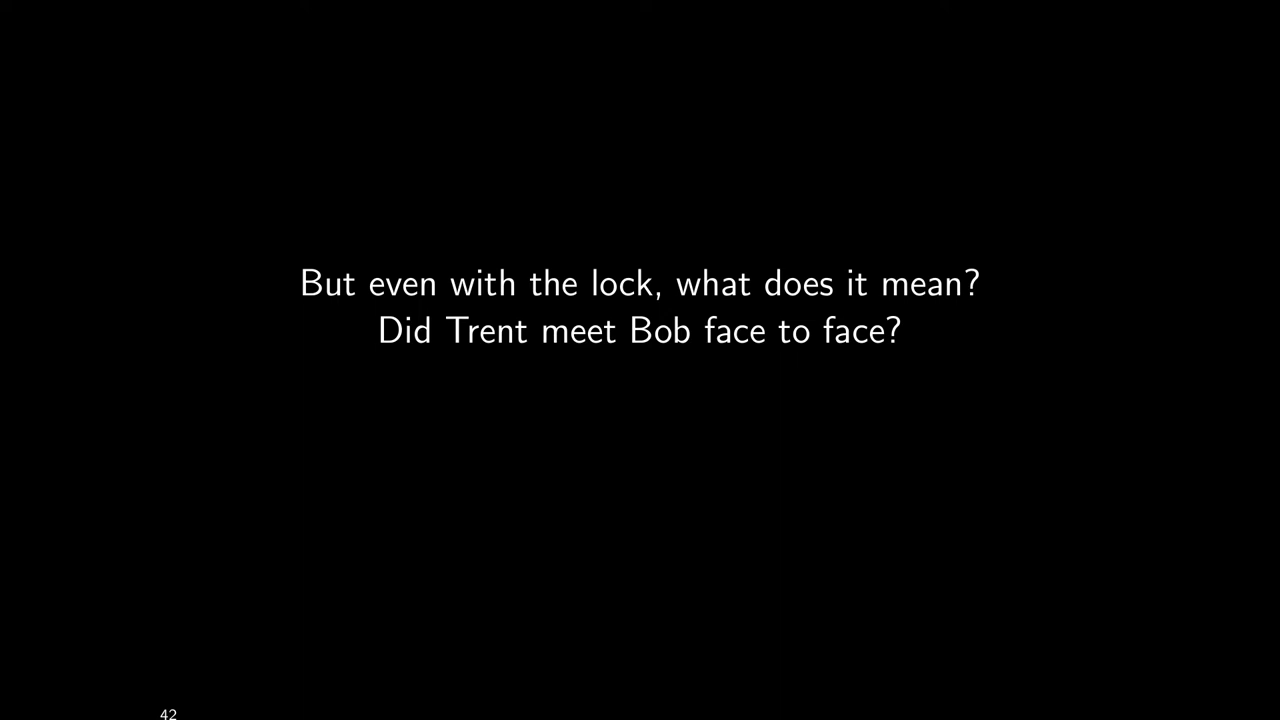 But even with the lock, what does it mean?
Did Trent meet Bob face to face?
42